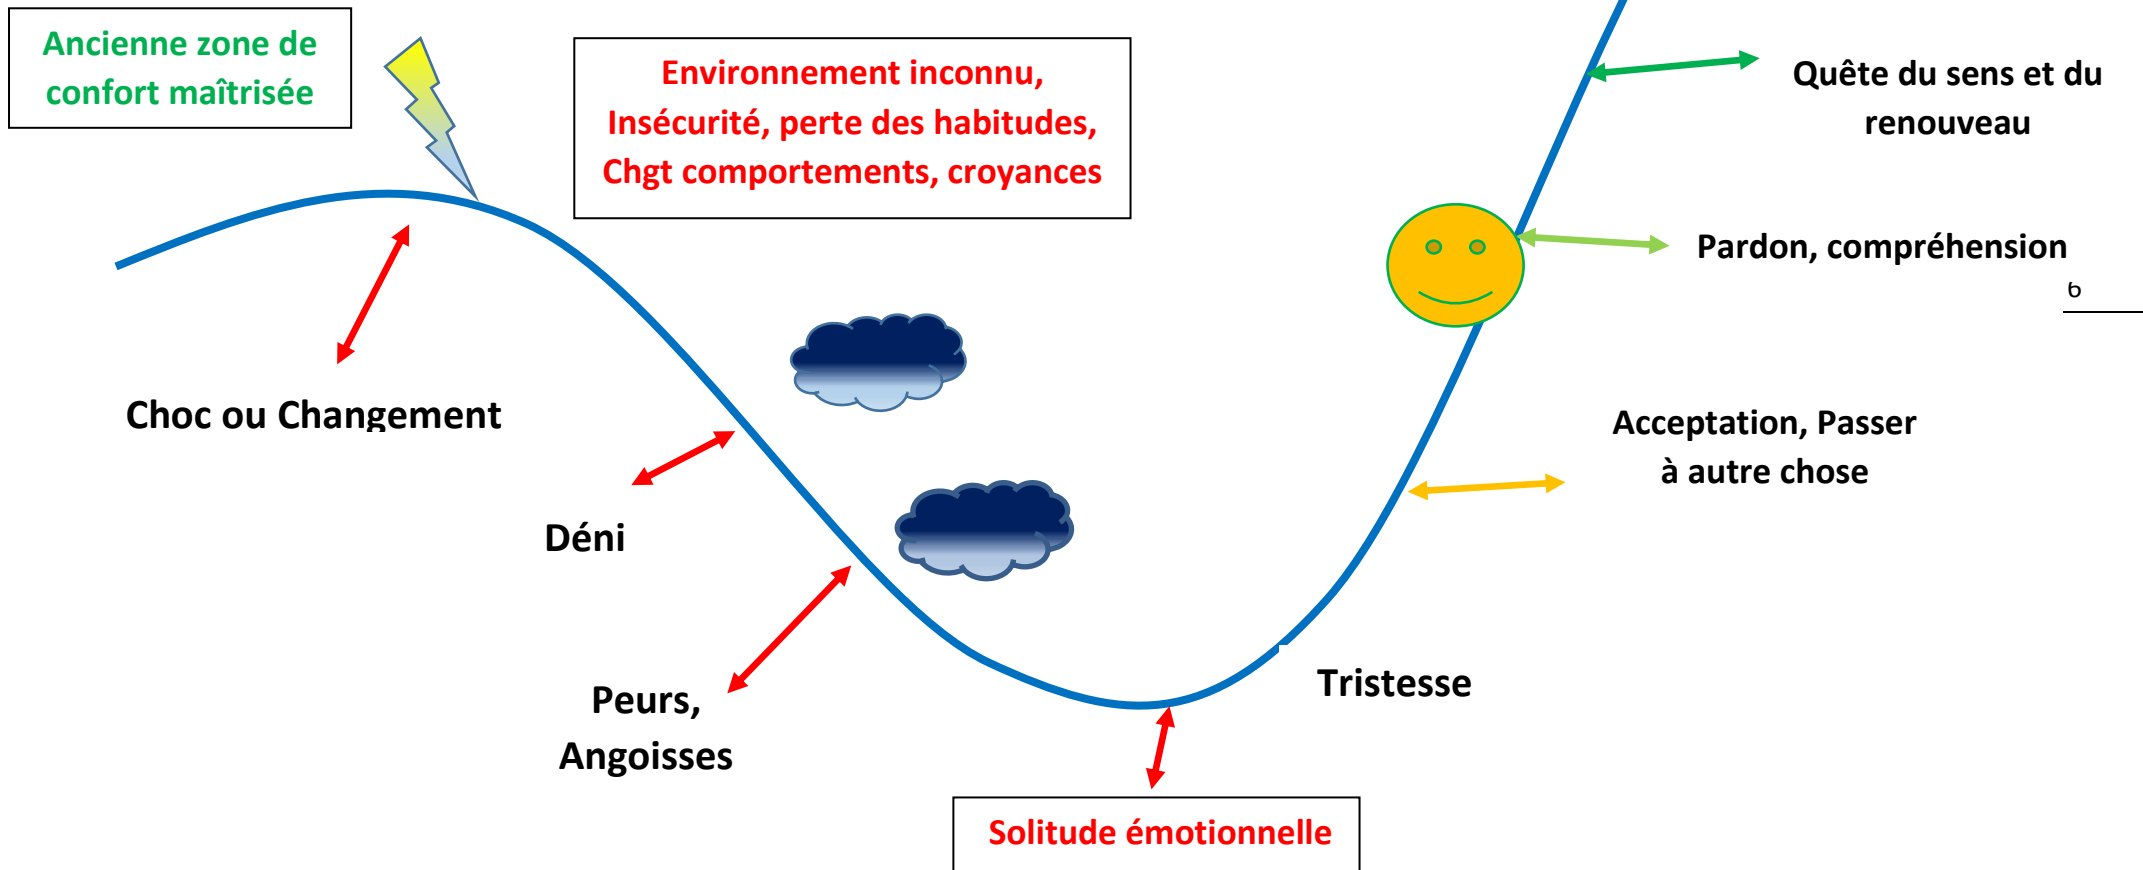 Ancienne zone de
confort maîtrisée
Environnement inconnu,
Insécurité, perte des habitudes,
Chgt comportements, croyances
Quête du sens et du
renouveau
Pardon, compréhension
6
Choc ou Changement
Acceptation, Passer
à autre chose
Déni
Peurs,
Angoisses
Tristesse
Solitude émotionnelle